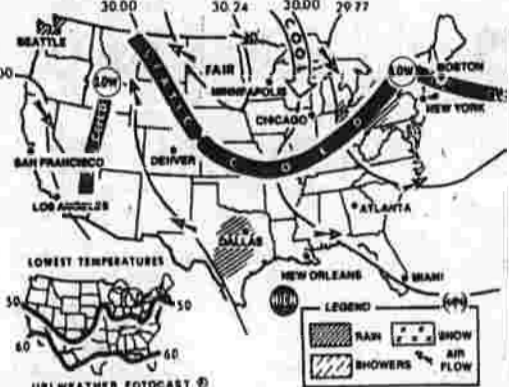 30.00
30.24
30.00
29.77
SEATTLE
LOW
COLD
STATIC
FAIR
COOL
MINNEAPOLIS
CHICAGO
LOW
BOSTON
NEW YORK
SAN FRANCISCO
DENVER
COLD
LOS ANGELES
DALLAS
ATLANTA
NEW ORLEANS
MIAMI
HIGH
LOWEST TEMPERATURES
50
50
60
60
LEGEND
RAIN
SNOW
SHOWERS
AIR FLOW
UPI WEATHER FOTOCAST